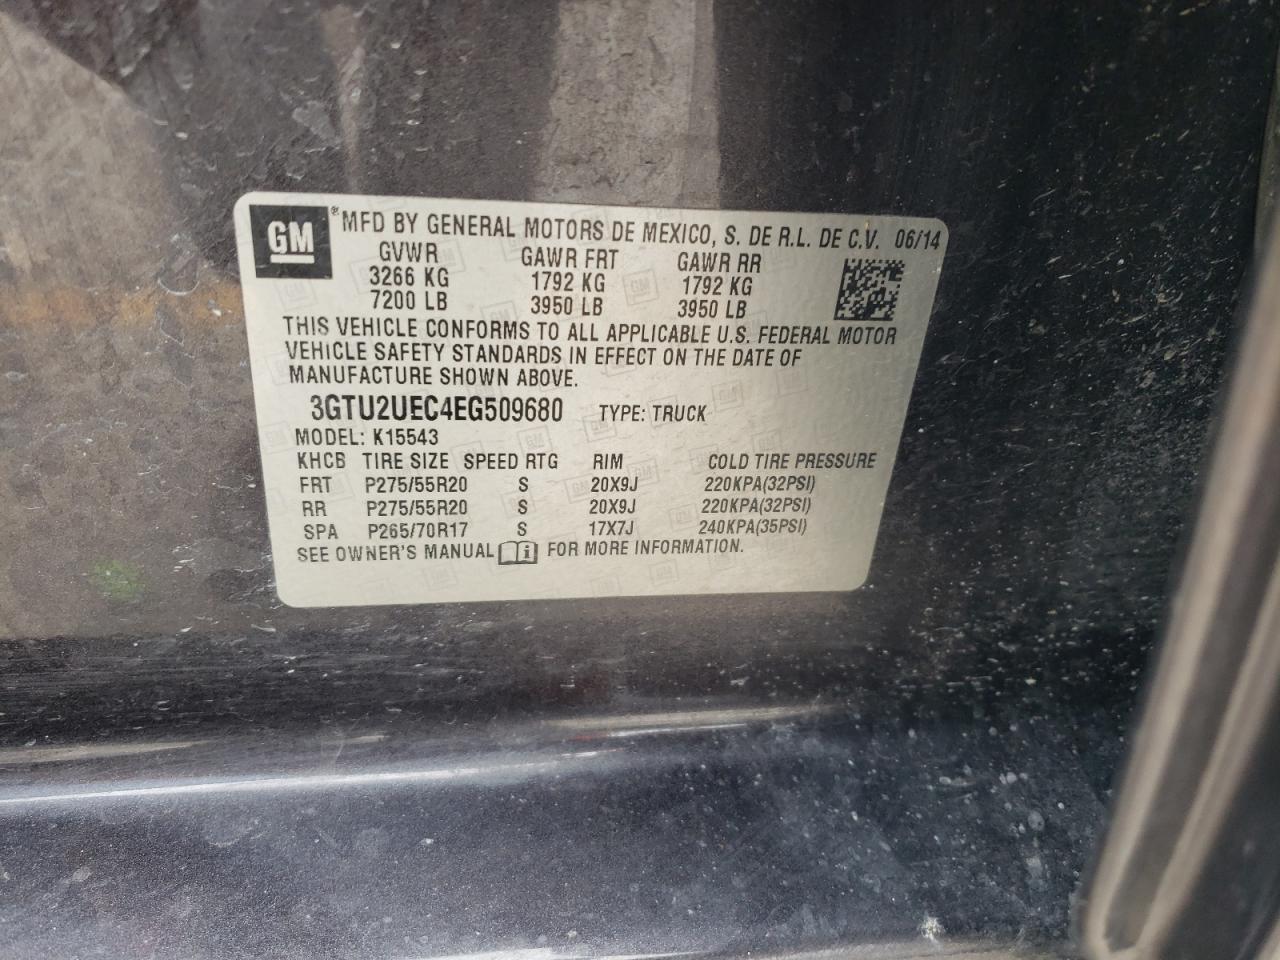 GM ® MFD BY GENERAL MOTORS DE MEXICO, S. DE R.L. DE C.V. 06/14
GVWR GAWR FRT GAWR RR
3266 KG 1792 KG 1792 KG
7200 LB 3950 LB 3950 LB
THIS VEHICLE CONFORMS TO ALL APPLICABLE U.S. FEDERAL MOTOR
VEHICLE SAFETY STANDARDS IN EFFECT ON THE DATE OF
MANUFACTURE SHOWN ABOVE.
3GTU2UEC4EG509680 TYPE: TRUCK
MODEL: K15543
KHCB TIRE SIZE SPEED RTG RIM COLD TIRE PRESSURE
FRT P275/55R20 S 20X9J 220KPA(32PSI)
RR P275/55R20 S 20X9J 220KPA(32PSI)
SPA P265/70R17 S 17X7J 240KPA(35PSI)
SEE OWNER'S MANUAL FOR MORE INFORMATION.